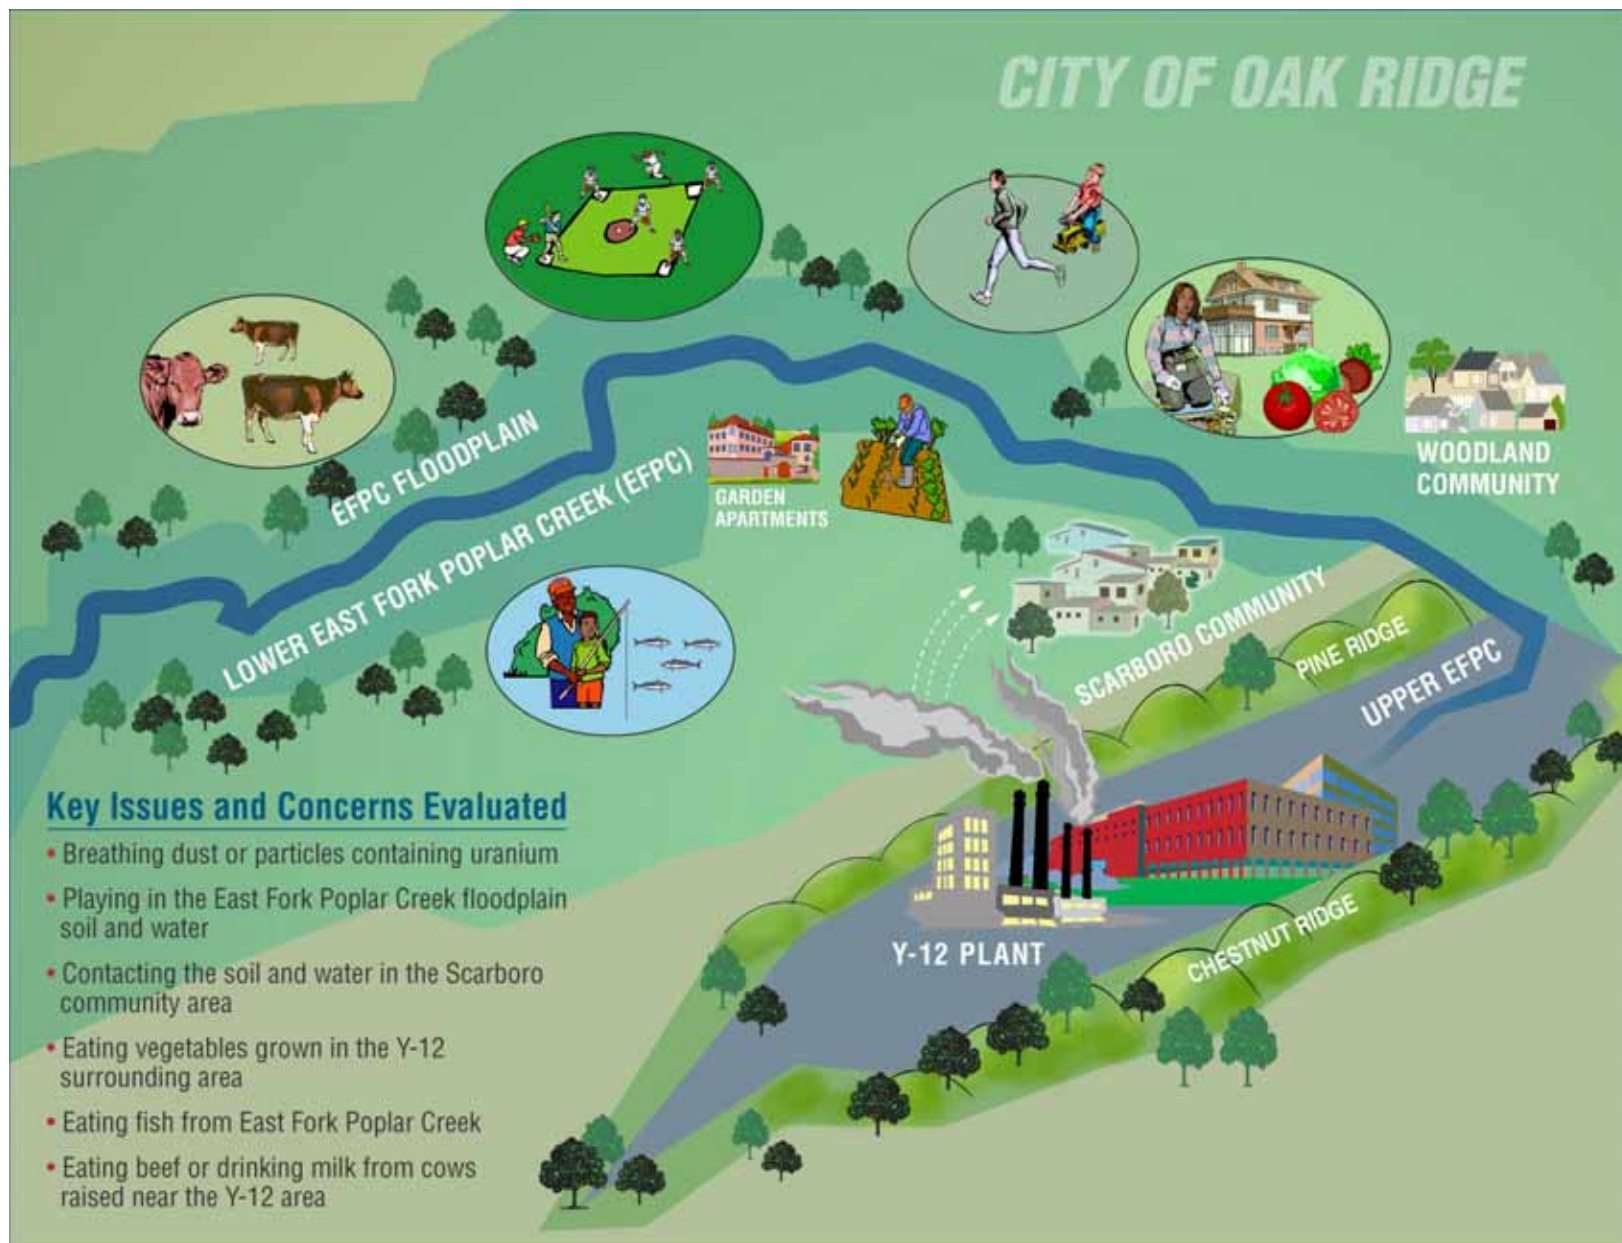 CITY OF OAK RIDGE
EFPC FLOODPLAIN
LOWER EAST FORK POPLAR CREEK (EFPC)
GARDEN
APARTMENTS
WOODLAND
COMMUNITY
SCARBORO COMMUNITY
PINE RIDGE
UPPER EFPC
Y-12 PLANT
CHESTNUT RIDGE
Key Issues and Concerns Evaluated
• Breathing dust or particles containing uranium
• Playing in the East Fork Poplar Creek floodplain
soil and water
• Contacting the soil and water in the Scarboro
community area
• Eating vegetables grown in the Y-12
surrounding area
• Eating fish from East Fork Poplar Creek
• Eating beef or drinking milk from cows
raised near the Y-12 area